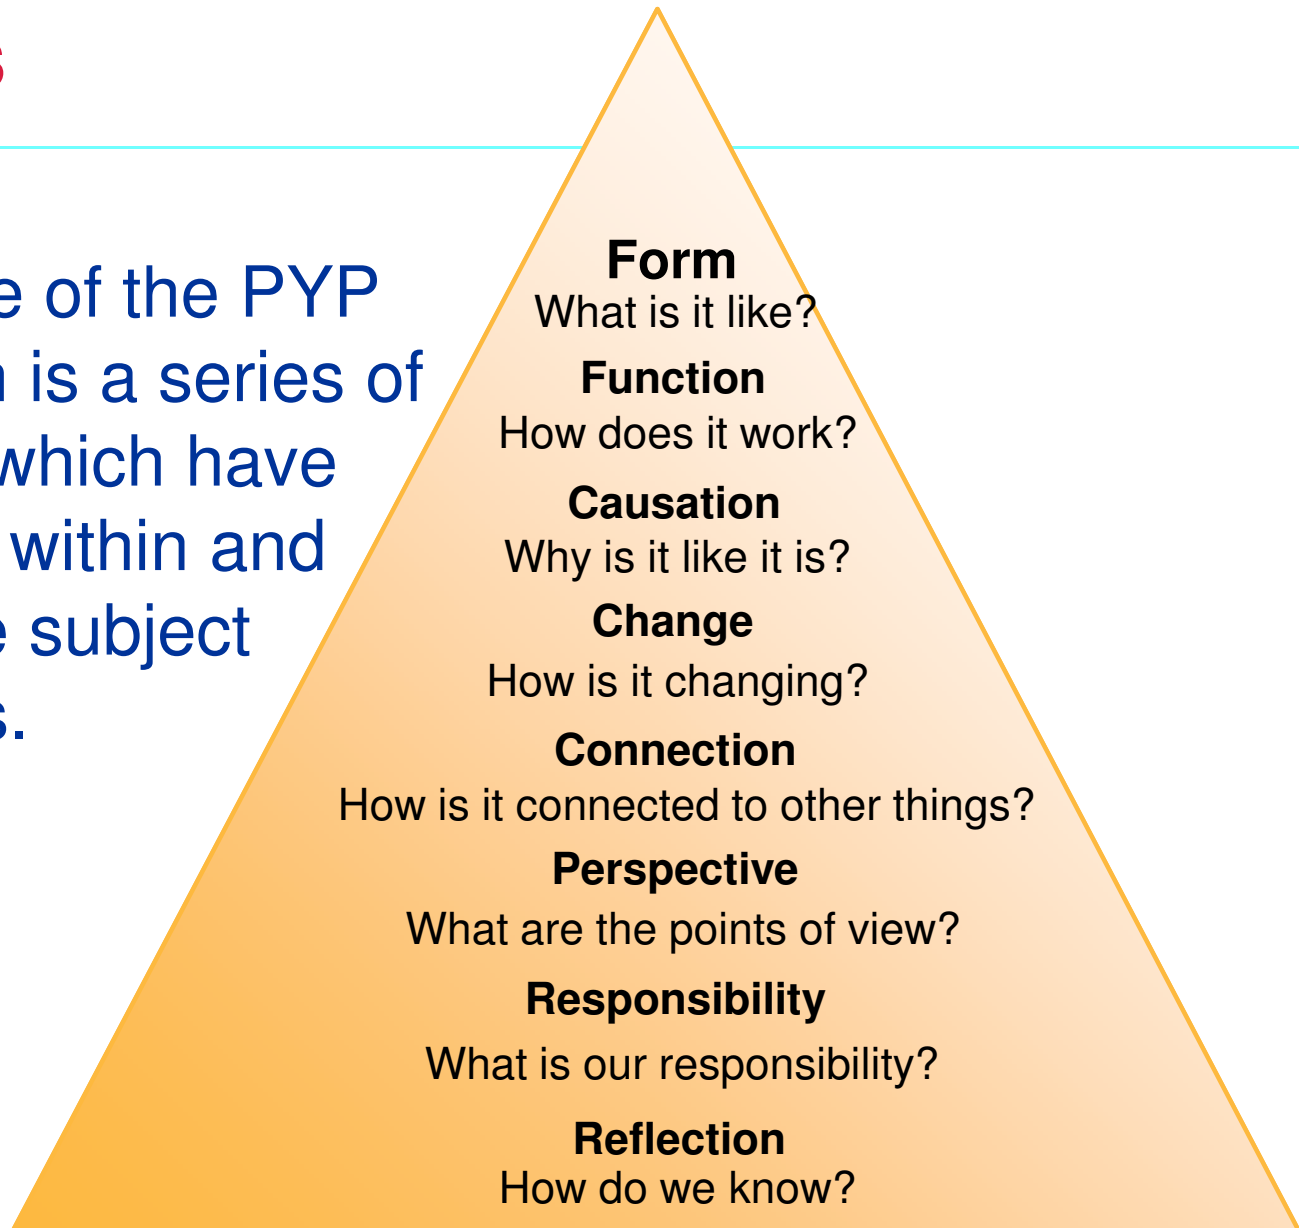 s
e of the PYP
is a series of
which have
within and
subject
s.
Form
What is it like?
Function
How does it work?
Causation
Why is it like it is?
Change
How is it changing?
Connection
How is it connected to other things?
Perspective
What are the points of view?
Responsibility
What is our responsibility?
Reflection
How do we know?